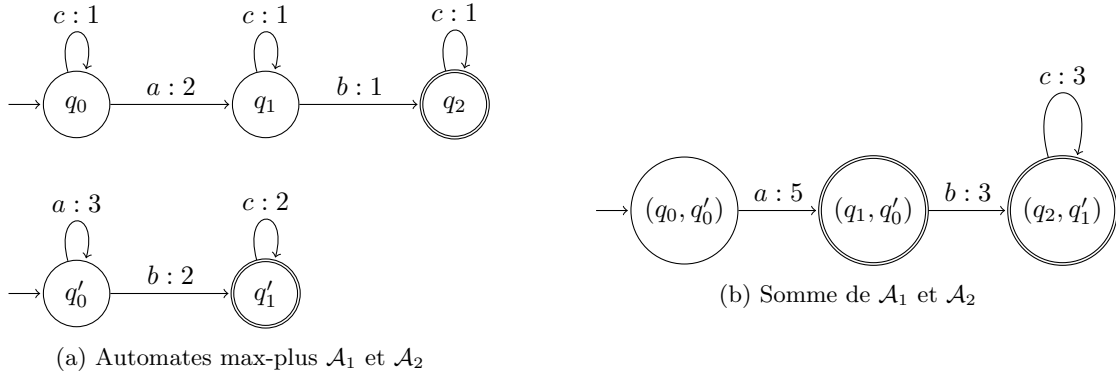 c : 1 c : 1 c : 1
a : 2 b : 1
q₀ q₁ q₂
a : 3 c : 2
b : 2
q′₀ q′₁
(a) Automates max-plus 𝒜₁ et 𝒜₂
c : 3
a : 5 b : 3
(q₀, q′₀) (q₁, q′₀) (q₂, q′₁)
(b) Somme de 𝒜₁ et 𝒜₂